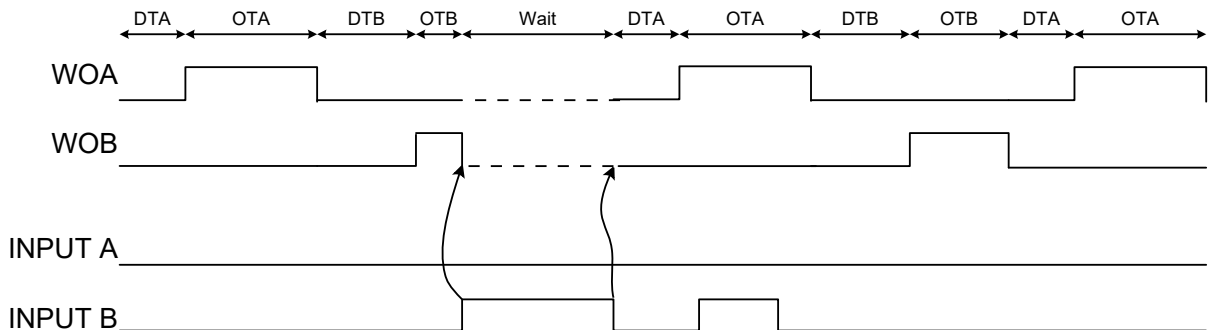 DTA OTA DTB OTB Wait DTA OTA DTB OTB DTA OTA
WOA
WOB
INPUT A
INPUT B